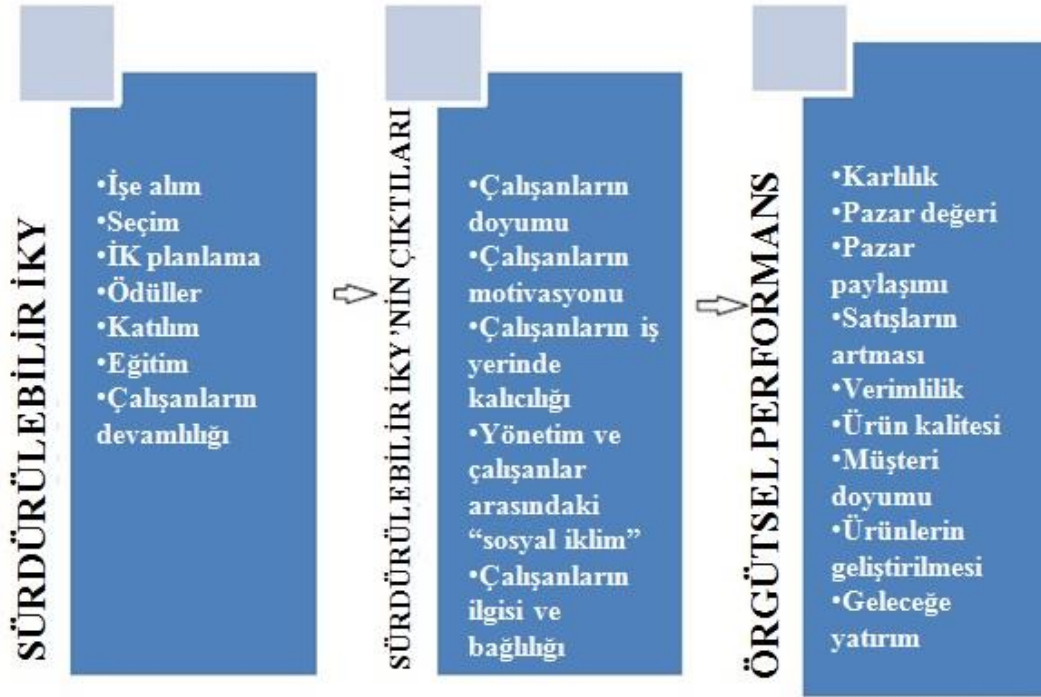 SÜRDÜRÜLEBİLİR İKY
•İşe alım
•Seçim
•İK planlama
•Ödüller
•Katılım
•Eğitim
•Çalışanların
devamlılığı
SÜRDÜRÜLEBİLİR İKY'NİN ÇIKTILARI
•Çalışanların
doyumu
•Çalışanların
motivasyonu
•Çalışanların iş
yerinde
kalıcılığı
•Yönetim ve
çalışanlar
arasındaki
“sosyal iklim”
•Çalışanların
ilgisi ve
bağlılığı
ÖRGÜTSEL PERFORMANS
•Karlılık
•Pazar değeri
•Pazar
paylaşımı
•Satışların
artması
•Verimlilik
•Ürün kalitesi
•Müşteri
doyumu
•Ürünlerin
geliştirilmesi
•Geleceğe
yatırım